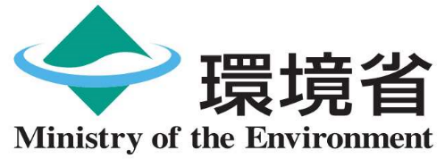 環境省
Ministry of the Environment